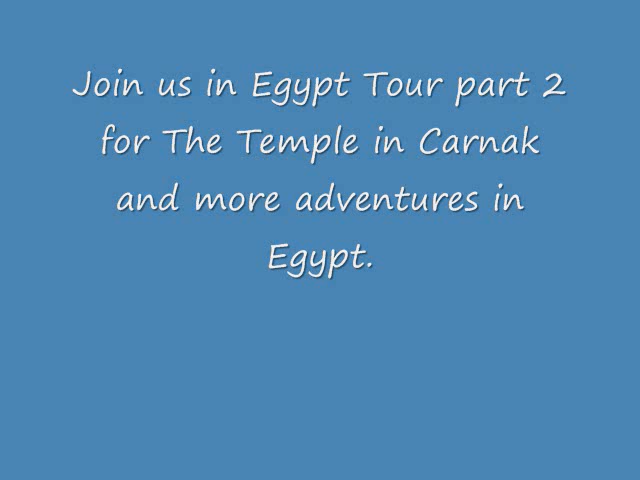 Join us in Egypt Tour part 2
for The Temple in Carnak
and more adventures in
Egypt.